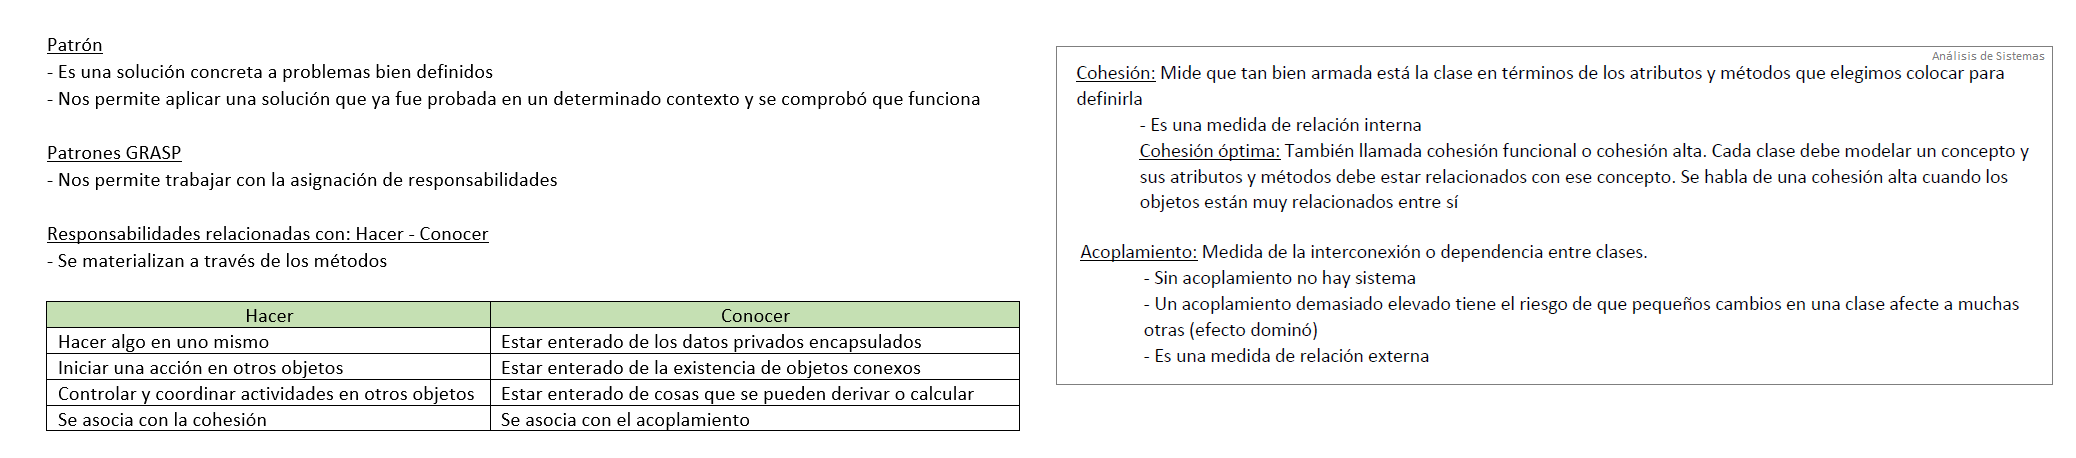 Patrón
- Es una solución concreta a problemas bien definidos
- Nos permite aplicar una solución que ya fue probada en un determinado contexto y se comprobó que funciona
Patrones GRASP
- Nos permite trabajar con la asignación de responsabilidades
Responsabilidades relacionadas con: Hacer - Conocer
- Se materializan a través de los métodos
Hacer Conocer
Hacer algo en uno mismo Estar enterado de los datos privados encapsulados
Iniciar una acción en otros objetos Estar enterado de la existencia de objetos conexos
Controlar y coordinar actividades en otros objetos Estar enterado de cosas que se pueden derivar o calcular
Se asocia con la cohesión Se asocia con el acoplamiento
Análisis de Sistemas
Cohesión: Mide que tan bien armada está la clase en términos de los atributos y métodos que elegimos colocar para
definirla
- Es una medida de relación interna
Cohesión óptima: También llamada cohesión funcional o cohesión alta. Cada clase debe modelar un concepto y
sus atributos y métodos debe estar relacionados con ese concepto. Se habla de una cohesión alta cuando los
objetos están muy relacionados entre sí
Acoplamiento: Medida de la interconexión o dependencia entre clases.
- Sin acoplamiento no hay sistema
- Un acoplamiento demasiado elevado tiene el riesgo de que pequeños cambios en una clase afecte a muchas
otras (efecto dominó)
- Es una medida de relación externa